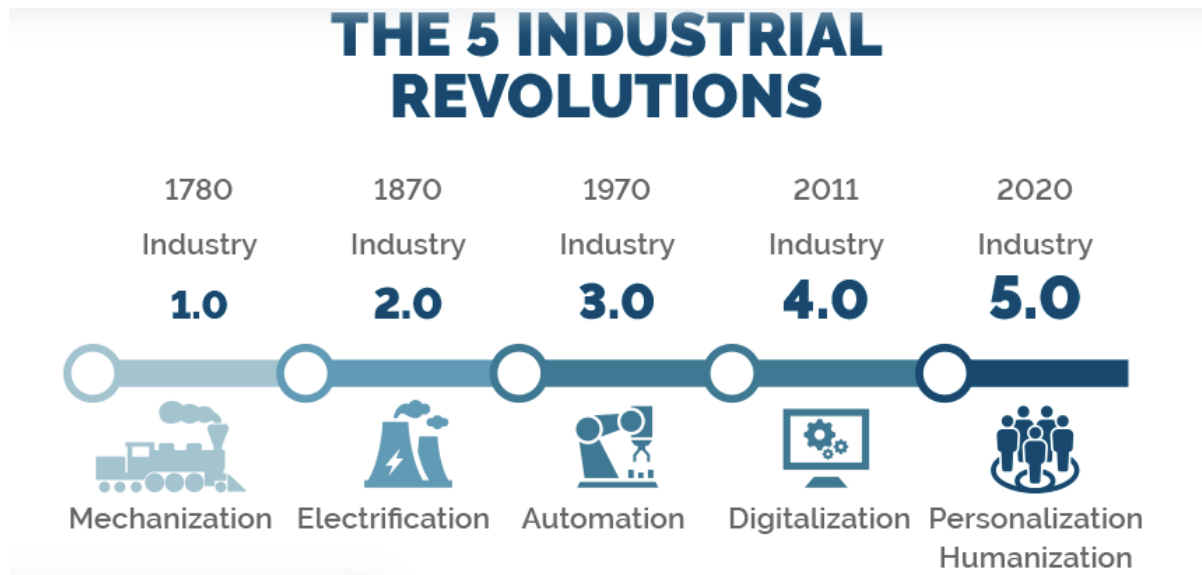 THE 5 INDUSTRIAL
REVOLUTIONS
1780
Industry
1.0
Mechanization
1870
Industry
2.0
Electrification
1970
Industry
3.0
Automation
2011
Industry
4.0
Digitalization
2020
Industry
5.0
Personalization
Humanization